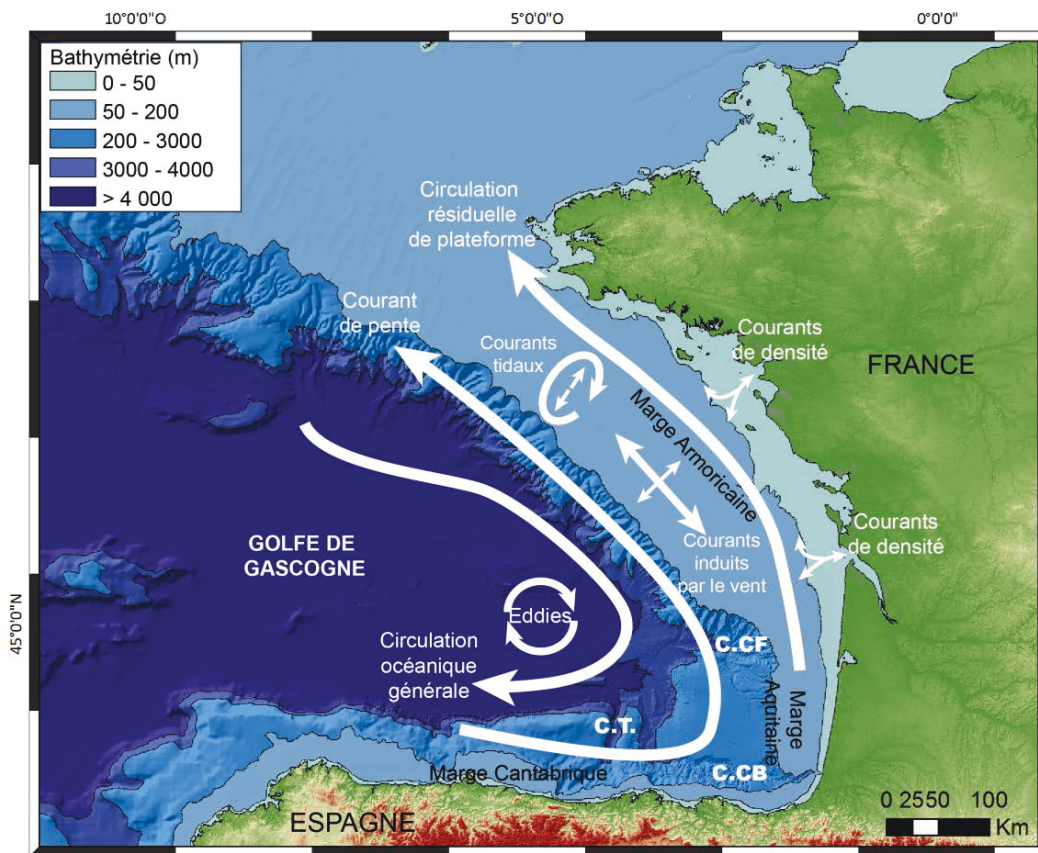 10°0'0"O
5°0'0"O
0°0'0"
Bathymétrie (m)
0 - 50
50 - 200
200 - 3000
3000 - 4000
> 4 000
Circulation
résiduelle
de plateforme
Courant
de pente
Courants
tidaux
Courants
de densité
FRANCE
Marge Armoricaine
Courants
de densité
Courants
induits
par le vent
GOLFE DE
GASCOGNE
45°0'0"N
Eddies
Circulation
océanique
générale
C.CF
Marge
Aquitaine
C.T.
Marge Cantabrique
C.CB
ESPAGNE
0 2550 100
Km